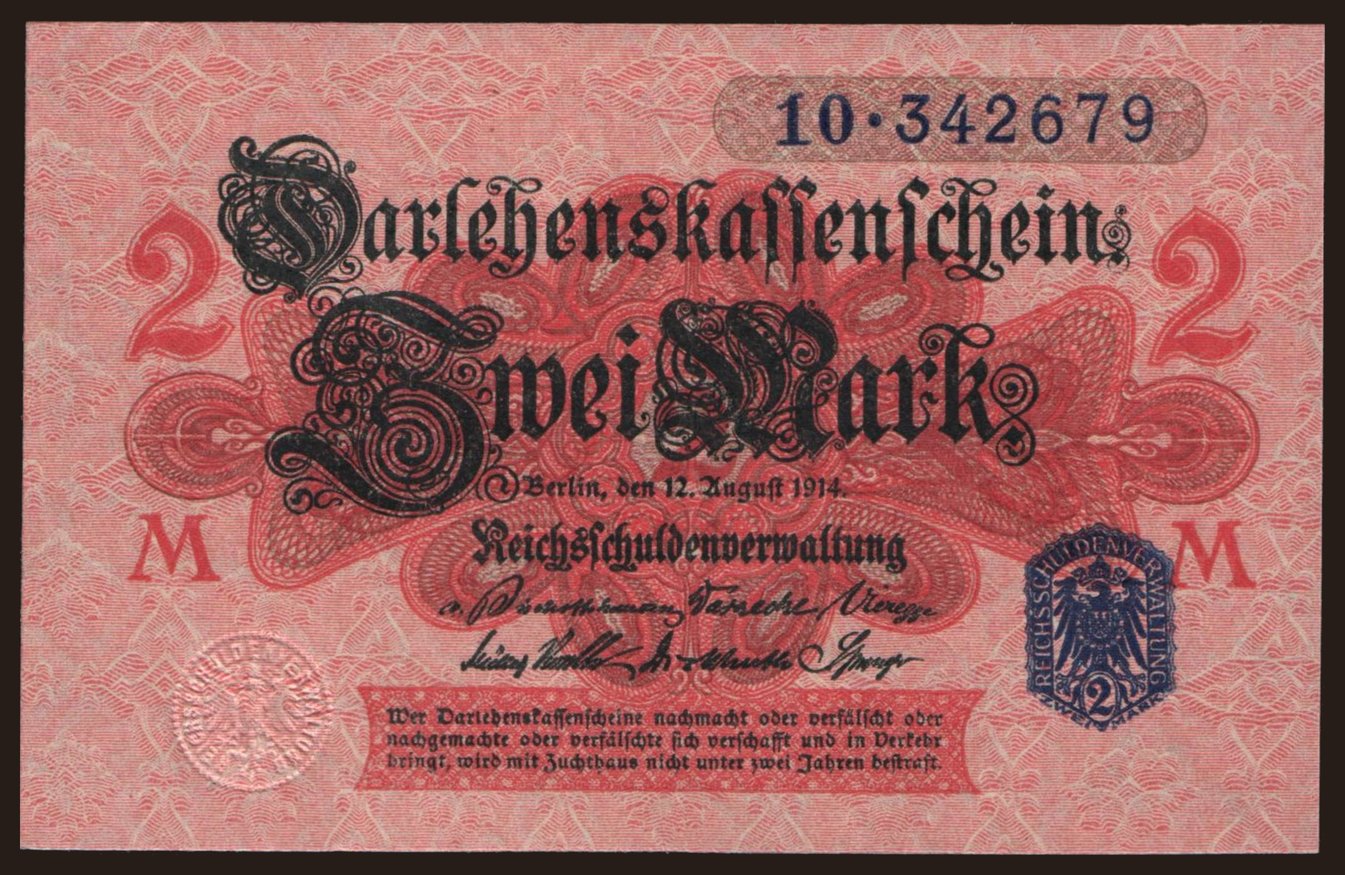 10·342679
Darlehenskassenschein
2 2
Zwei Mark
Berlin, den 12. August 1914.
M M
Reichsschuldenverwaltung
REICHSSCHULDENVERWALTUNG
2
ZWEI MARK
Wer Darlehenskassenscheine nachmacht oder verfälscht oder
nachgemachte oder verfälschte sich verschafft und in Verkehr
bringt, wird mit Zuchthaus nicht unter zwei Jahren bestraft.